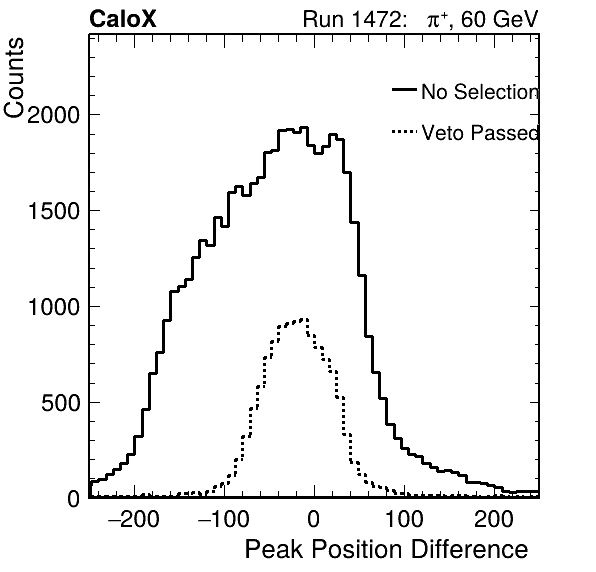 CaloX Run 1472: π⁺, 60 GeV
Counts
No Selection
Veto Passed
2000
1500
1000
500
0
−200 −100 0 100 200
Peak Position Difference